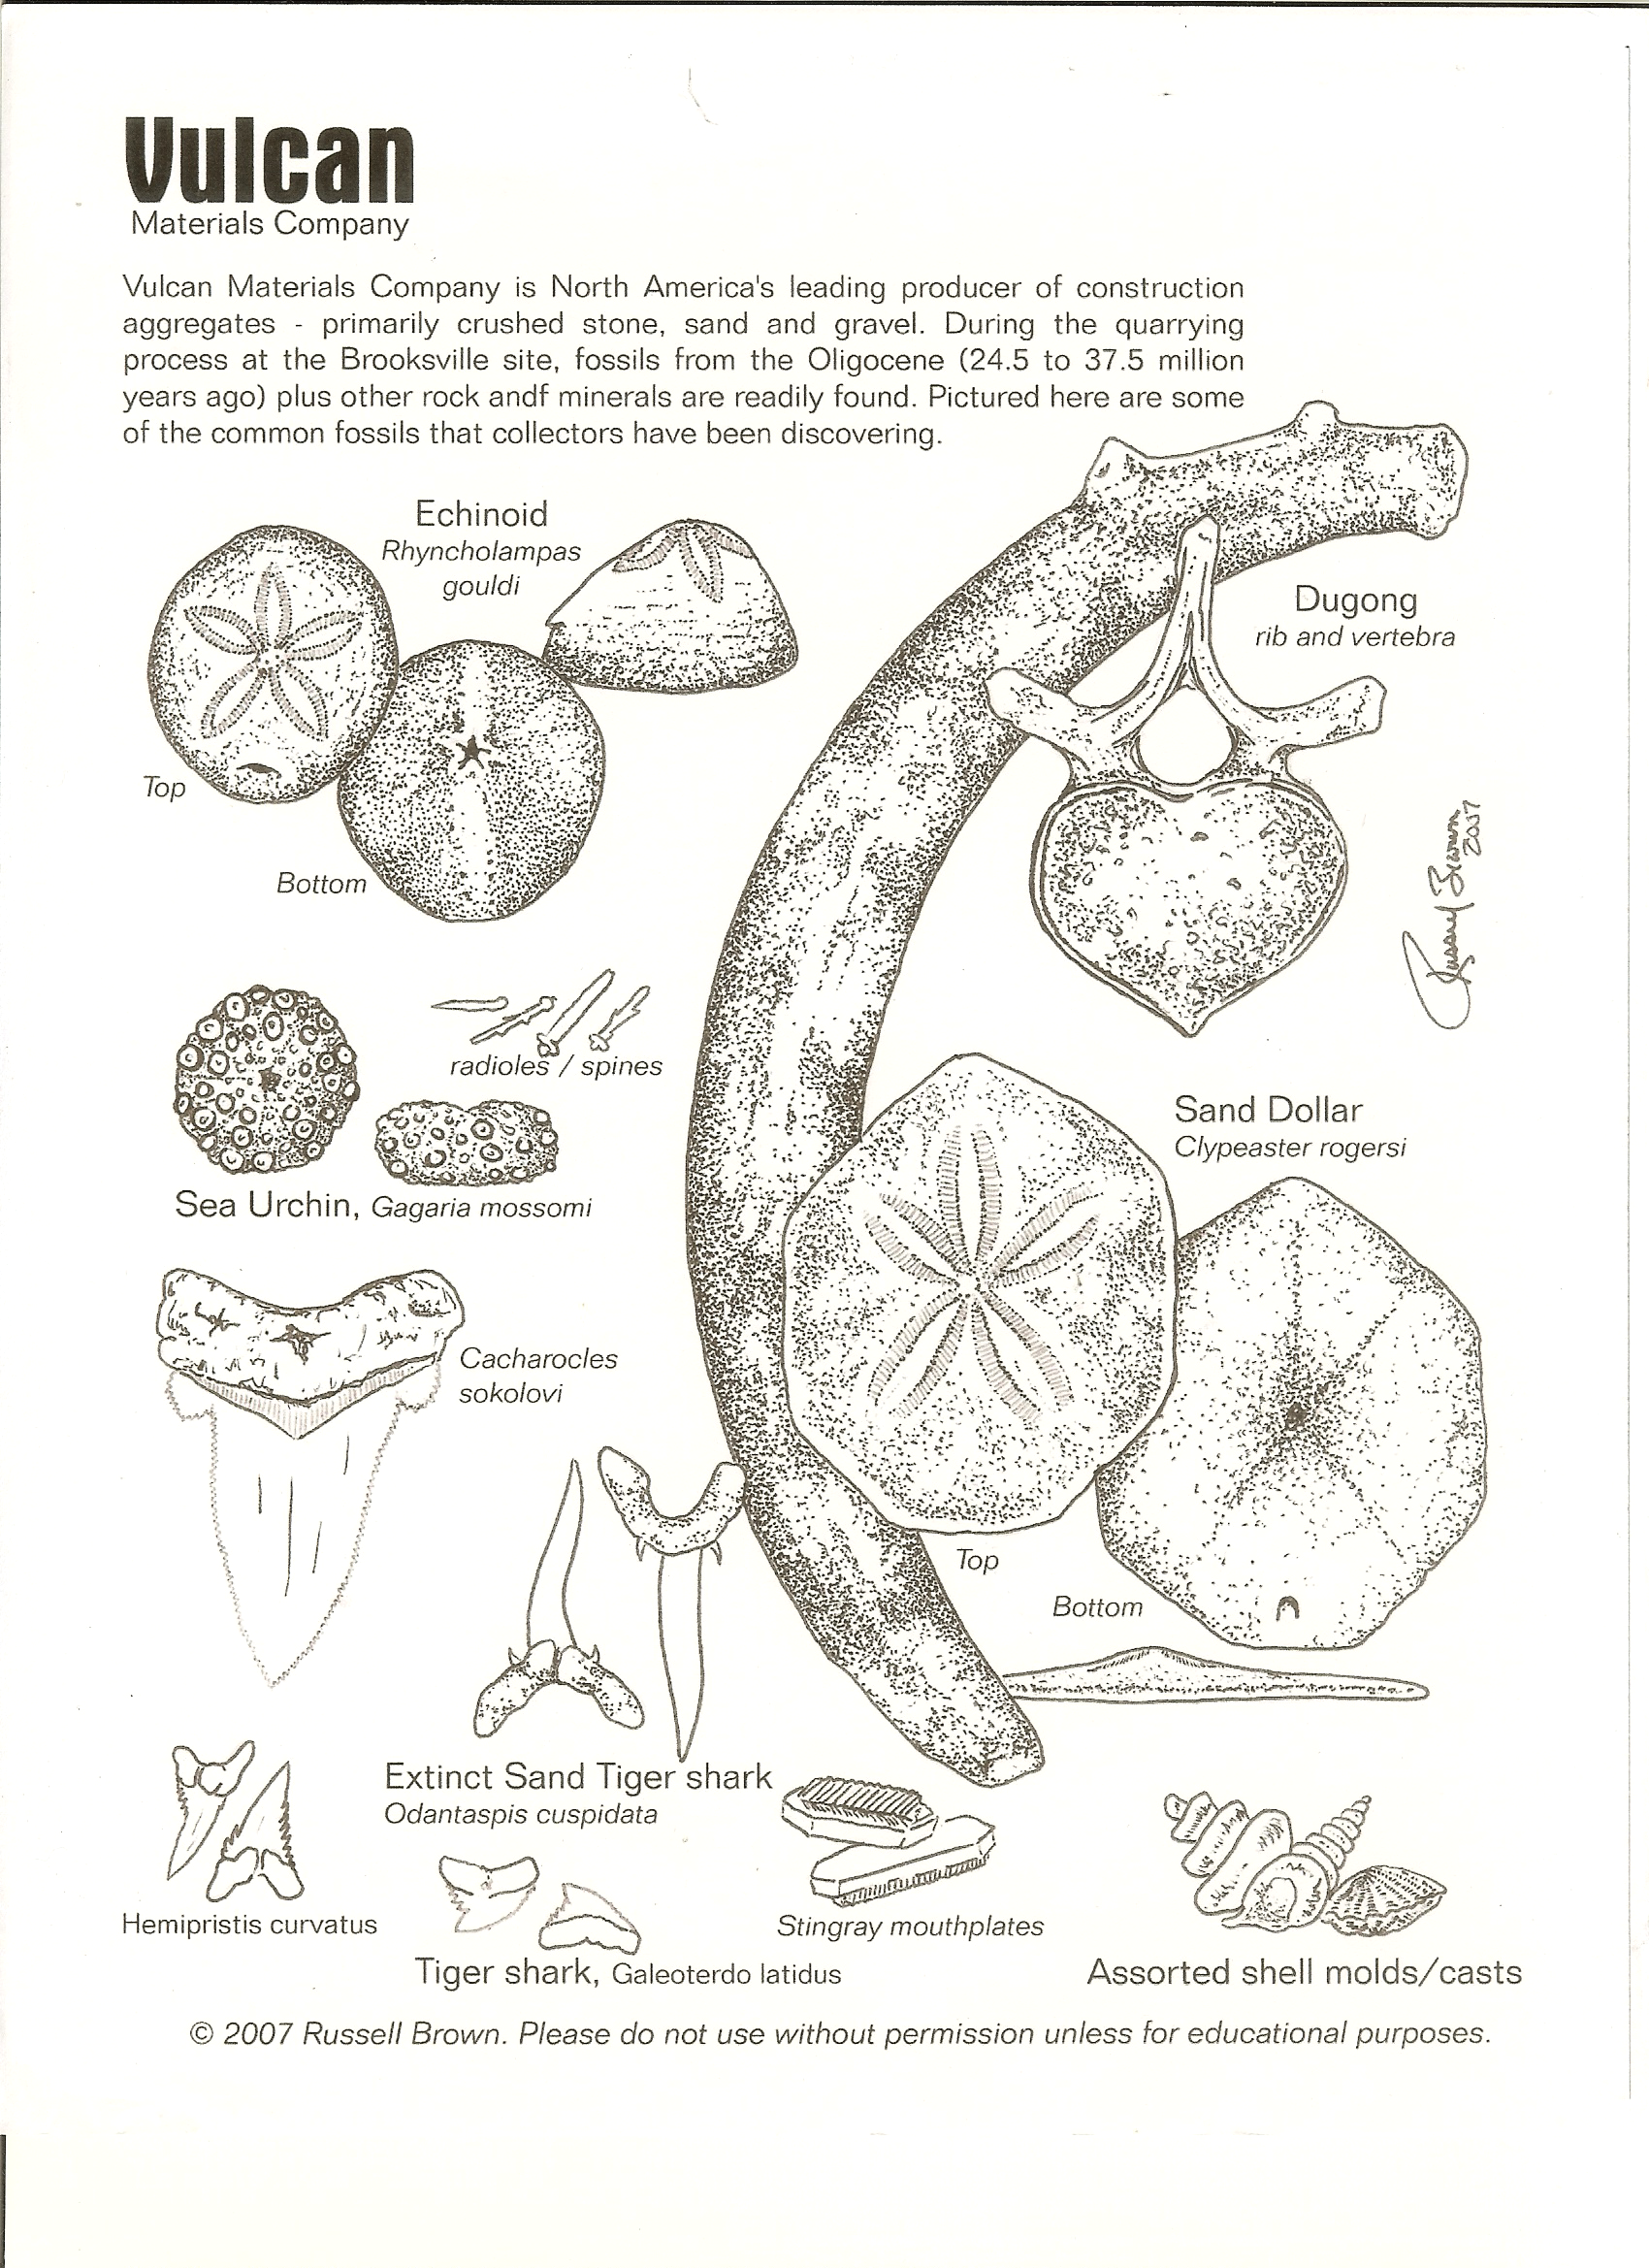 Vulcan
Materials Company
Vulcan Materials Company is North America's leading producer of construction
aggregates - primarily crushed stone, sand and gravel. During the quarrying
process at the Brooksville site, fossils from the Oligocene (24.5 to 37.5 million
years ago) plus other rock andf minerals are readily found. Pictured here are some
of the common fossils that collectors have been discovering.
Echinoid
Rhyncholampas
gouldi
Top
Bottom
Dugong
rib and vertebra
Russell Brown
2007
radioles / spines
Sea Urchin, Gagaria mossomi
Sand Dollar
Clypeaster rogersi
Cacharocles
sokolovi
Top
Bottom
Extinct Sand Tiger shark
Odantaspis cuspidata
Hemipristis curvatus
Tiger shark, Galeoterdo latidus
Stingray mouthplates
Assorted shell molds/casts
© 2007 Russell Brown. Please do not use without permission unless for educational purposes.